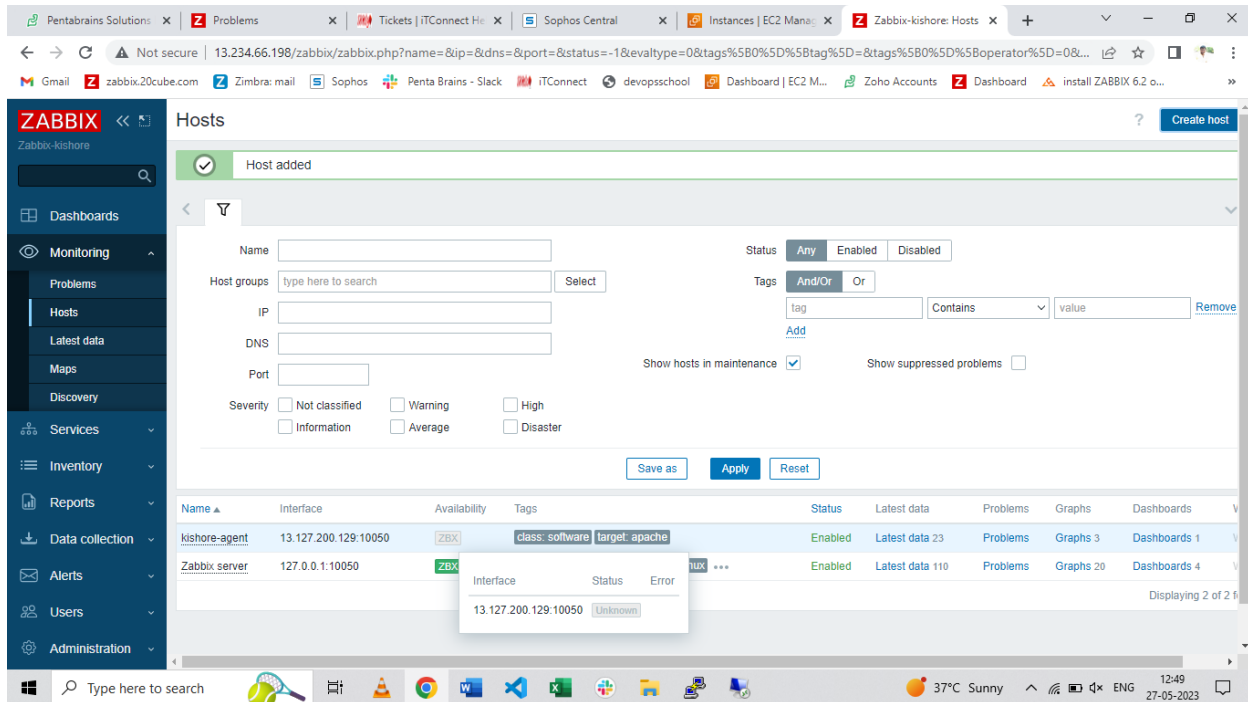 Pentabrains Solutions
Problems
Tickets | iTConnect He
Sophos Central
Instances | EC2 Manag
Zabbix-kishore: Hosts
Not secure | 13.234.66.198/zabbix/zabbix.php?name=&ip=&dns=&port=&status=-1&evaltype=0&tags%5B0%5D%5Btag%5D=&tags%5B0%5D%5Boperator%5D=0&...
Gmail zabbix.20cube.com Zimbra: mail Sophos Penta Brains - Slack iTConnect devopsschool Dashboard | EC2 M... Zoho Accounts Dashboard install ZABBIX 6.2 o... »
ZABBIX
Zabbix-kishore
Hosts
? Create host
Host added
Dashboards
Monitoring
Problems
Hosts
Latest data
Maps
Discovery
Services
Inventory
Reports
Data collection
Alerts
Users
Administration
Name
Host groups type here to search Select
IP
DNS
Port
Severity Not classified Warning High
Information Average Disaster
Status Any Enabled Disabled
Tags And/Or Or
tag Contains value Remove
Add
Show hosts in maintenance Show suppressed problems
Save as Apply Reset
Name Interface Availability Tags Status Latest data Problems Graphs Dashboards
kishore-agent 13.127.200.129:10050 ZBX class: software target: apache Enabled Latest data 23 Problems Graphs 3 Dashboards 1
Zabbix server 127.0.0.1:10050 ZBX Enabled Latest data 110 Problems Graphs 20 Dashboards 4
Interface Status Error
13.127.200.129:10050 Unknown
Displaying 2 of 2 f
Type here to search
37°C Sunny ENG 12:49
27-05-2023